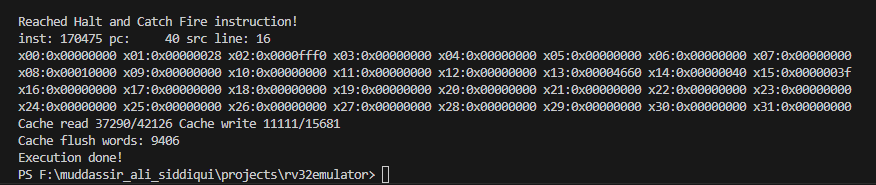 Reached Halt and Catch Fire instruction!
inst: 170475 pc:     40 src line: 16
x00:0x00000000 x01:0x00000028 x02:0x0000fff0 x03:0x00000000 x04:0x00000000 x05:0x00000000 x06:0x00000000 x07:0x00000000
x08:0x00010000 x09:0x00000000 x10:0x00000000 x11:0x00000000 x12:0x00000000 x13:0x00004660 x14:0x00000040 x15:0x0000003f
x16:0x00000000 x17:0x00000000 x18:0x00000000 x19:0x00000000 x20:0x00000000 x21:0x00000000 x22:0x00000000 x23:0x00000000
x24:0x00000000 x25:0x00000000 x26:0x00000000 x27:0x00000000 x28:0x00000000 x29:0x00000000 x30:0x00000000 x31:0x00000000
Cache read 37290/42126 Cache write 11111/15681
Cache flush words: 9406
Execution done!
PS F:\muddassir_ali_siddiqui\projects\rv32emulator>